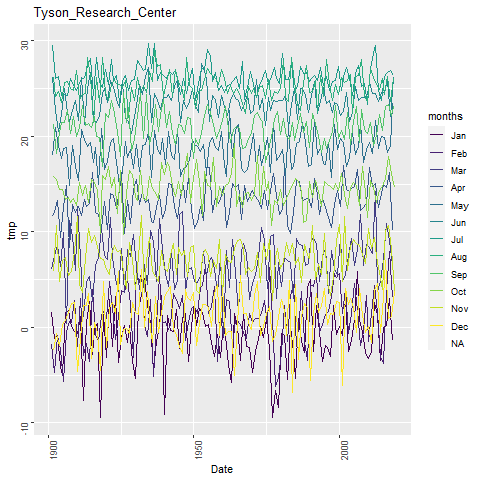 Tyson_Research_Center
30
20
10
0
-10
tmp
1900
1950
2000
Date
months
Jan
Feb
Mar
Apr
May
Jun
Jul
Aug
Sep
Oct
Nov
Dec
NA